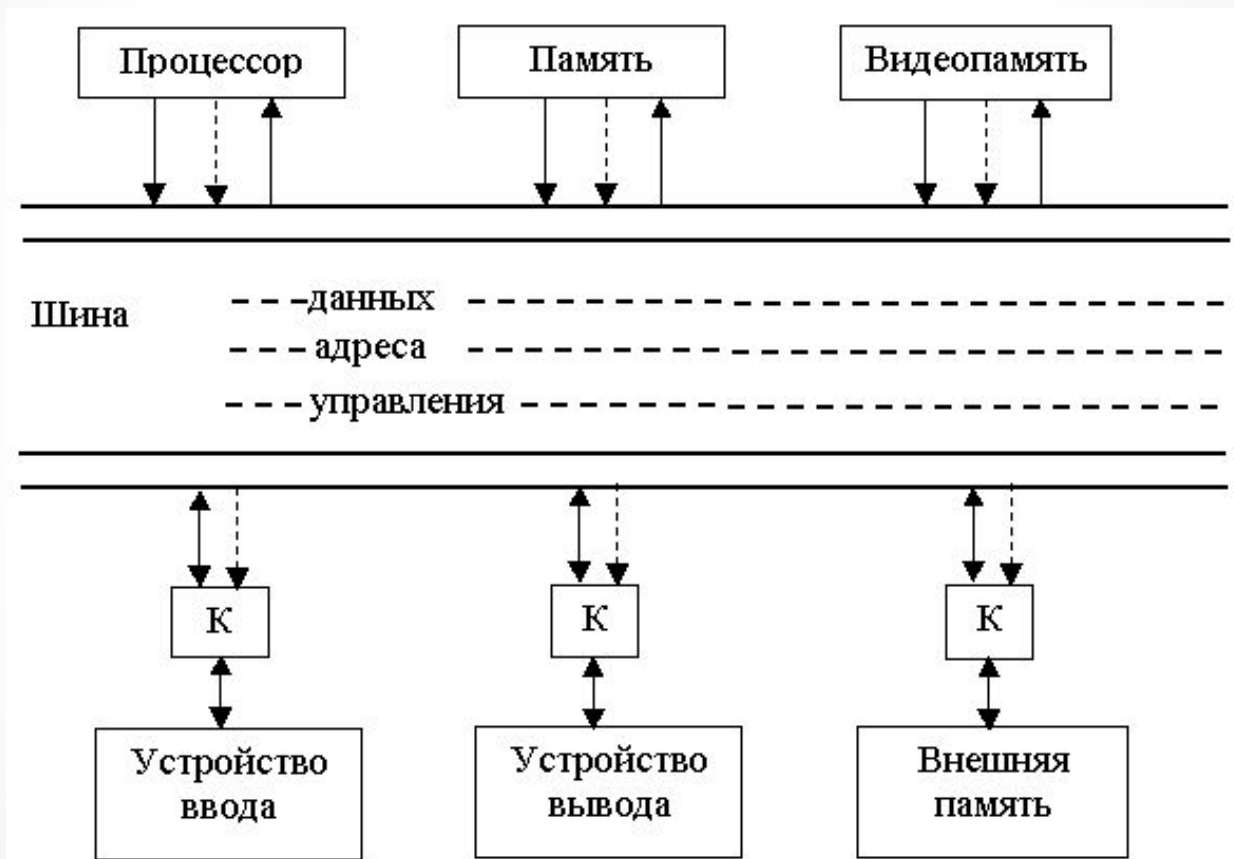 Процессор
Память
Видеопамять
Шина
данных
адреса
управления
К
К
К
Устройство
ввода
Устройство
вывода
Внешняя
память